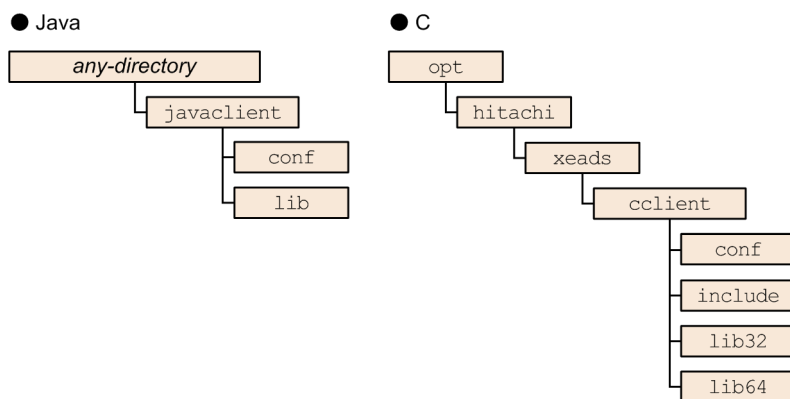 ● Java
any-directory
javaclient
conf
lib
● C
opt
hitachi
xeads
cclient
conf
include
lib32
lib64